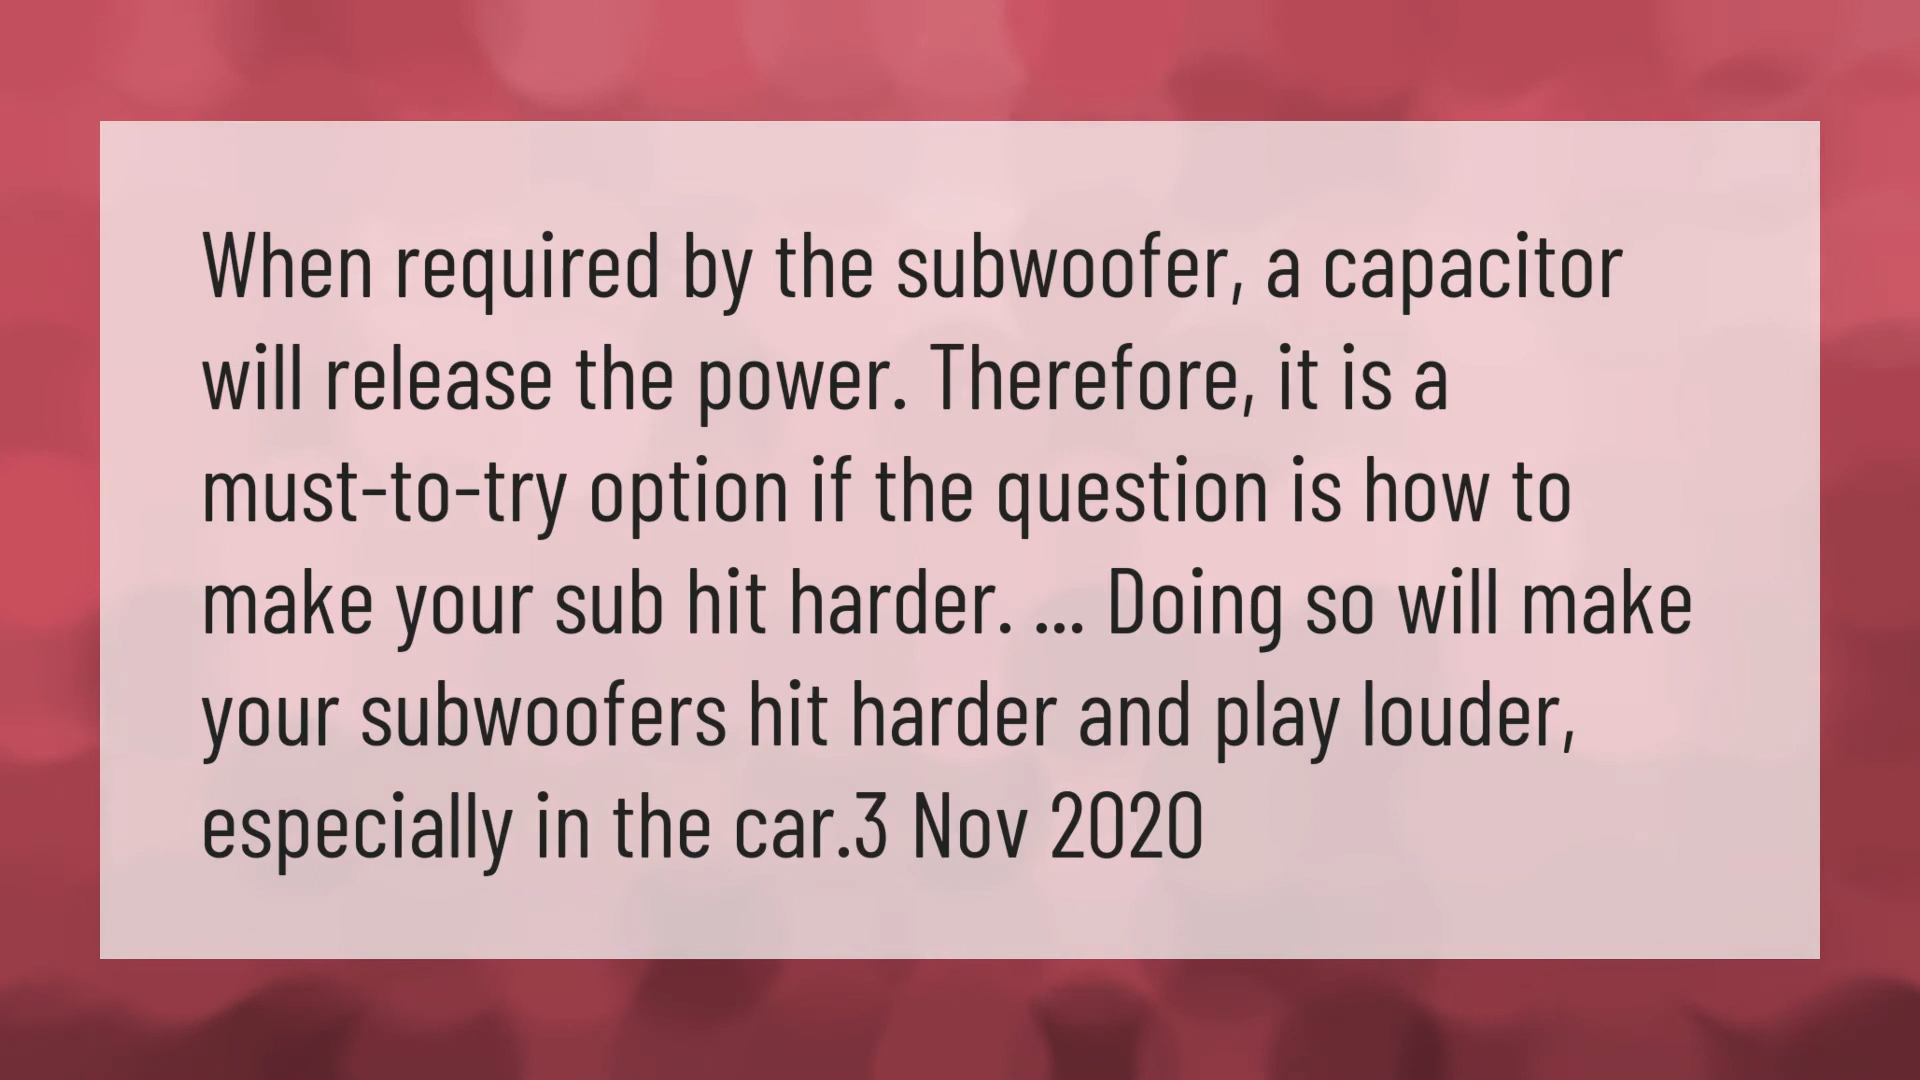 When required by the subwoofer, a capacitor
will release the power. Therefore, it is a
must-to-try option if the question is how to
make your sub hit harder. ... Doing so will make
your subwoofers hit harder and play louder,
especially in the car.3 Nov 2020